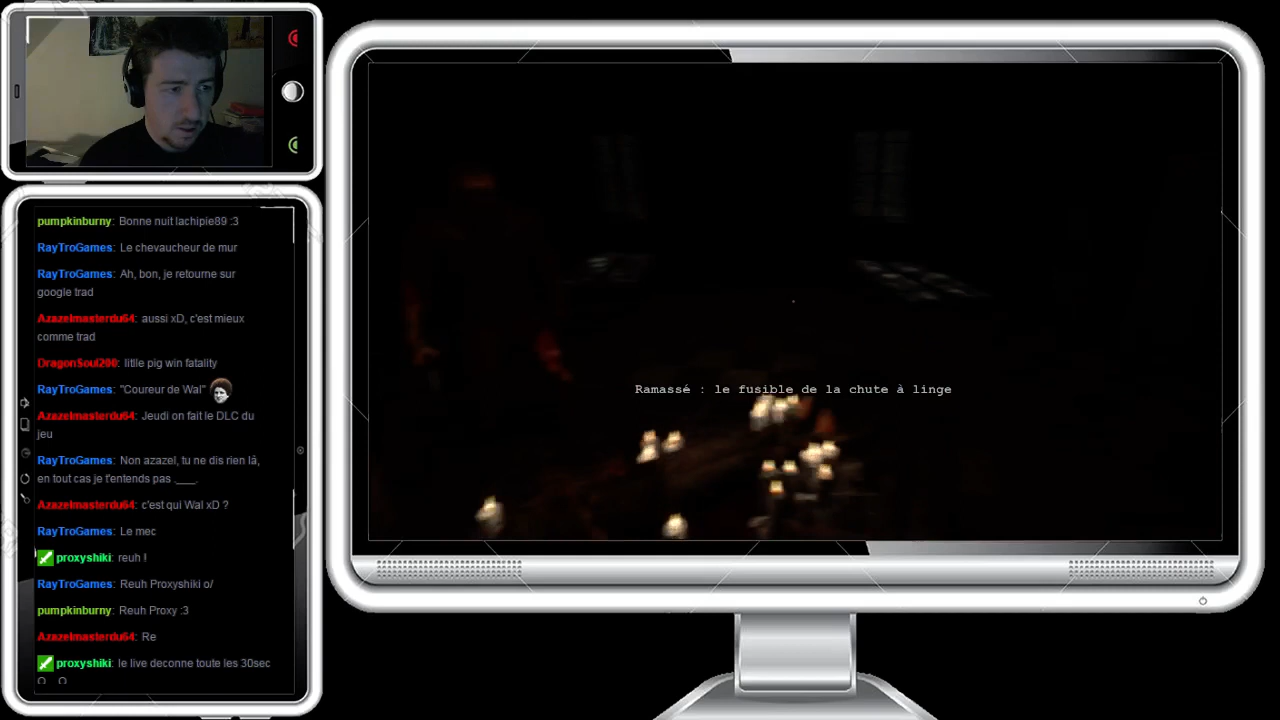 pumpkinburny: Bonne nuit lachipie89 :3
RayTroGames: Le chevaucheur de mur
RayTroGames: Ah, bon, je retourne sur
google trad
Azazelmasterdu64: aussi xD, c'est mieux
comme trad
DragonSoul200: litlle pig win fatality
RayTroGames: "Coureur de Wal"
Azazelmasterdu64: Jeudi on fait le DLC du
jeu
RayTroGames: Non azazel, tu ne dis rien là,
en tout cas je t'entends pas .___.
Azazelmasterdu64: c'est qui Wal xD ?
RayTroGames: Le mec
proxyshiki: reuh !
RayTroGames: Reuh Proxyshiki o/
pumpkinburny: Reuh Proxy :3
Azazelmasterdu64: Re
proxyshiki: le live deconne toute les 30sec
Ramassé : le fusible de la chute à linge